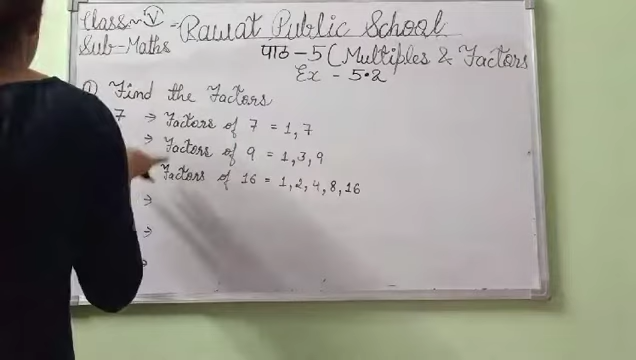 Class ~ V - Rawat Public School
Sub-Maths
पाठ - 5 ( Multiples & Factors
Ex - 5.2
① Find the Factors
7 → Factors of 7 = 1, 7
→ Factors of 9 = 1, 3, 9
Factors of 16 = 1, 2, 4, 8, 16
→
→